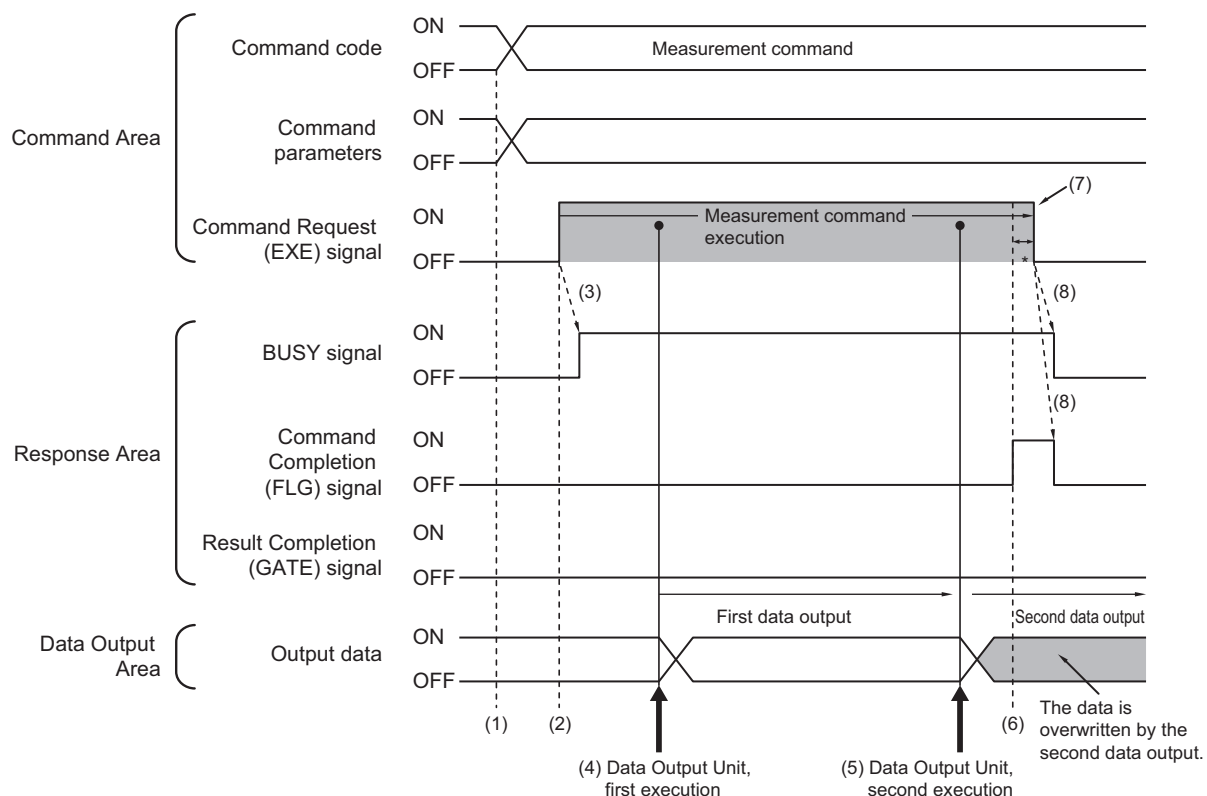 Command Area
Command code
ON
OFF
Measurement command
Command
parameters
ON
OFF
Command Request
(EXE) signal
ON
OFF
Measurement command
execution
*
(7)
(3)
(8)
Response Area
BUSY signal
ON
OFF
(8)
Command
Completion
(FLG) signal
ON
OFF
Result Completion
(GATE) signal
ON
OFF
First data output
Second data output
Data Output
Area
Output data
ON
OFF
(1)
(2)
(6)
The data is
overwritten by the
second data output.
(4) Data Output Unit,
first execution
(5) Data Output Unit,
second execution